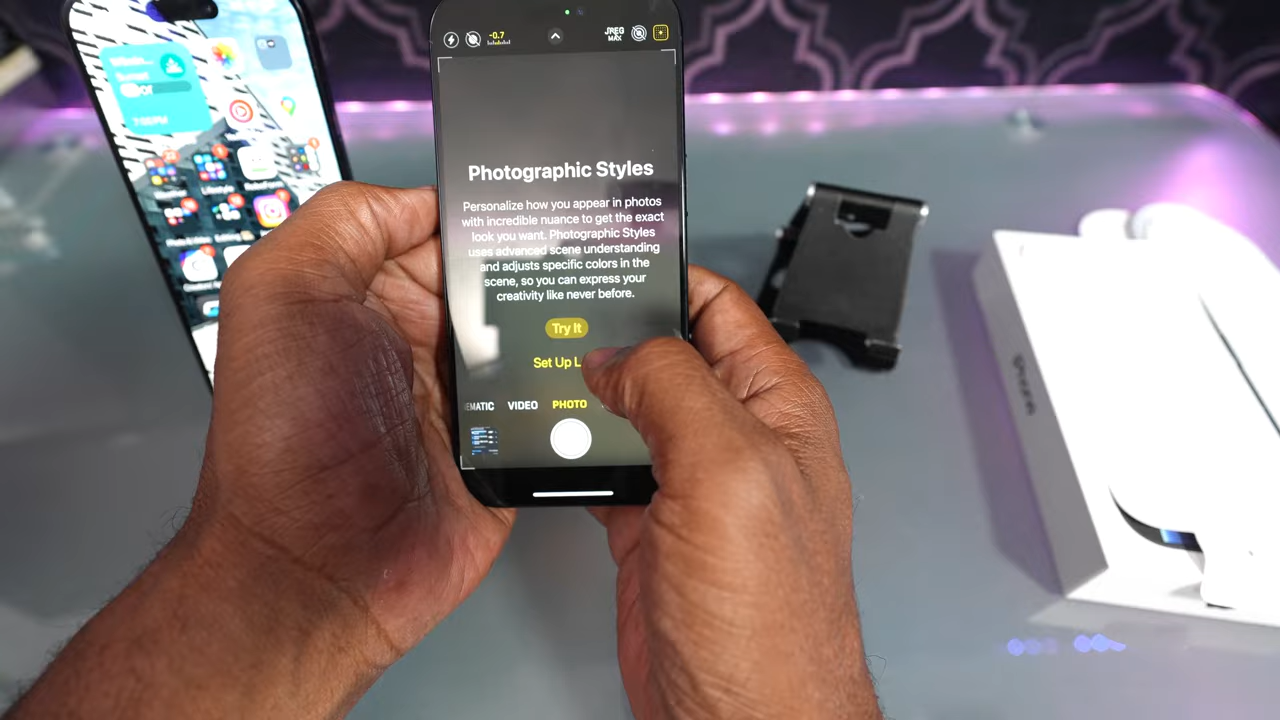 -0.7
JPEG
MAX
Photographic Styles
Personalize how you appear in photos
with incredible nuance to get the exact
look you want. Photographic Styles
uses advanced scene understanding
and adjusts specific colors in the
scene, so you can express your
creativity like never before.
Try It
Set Up L
EMATIC VIDEO PHOTO
iPhone